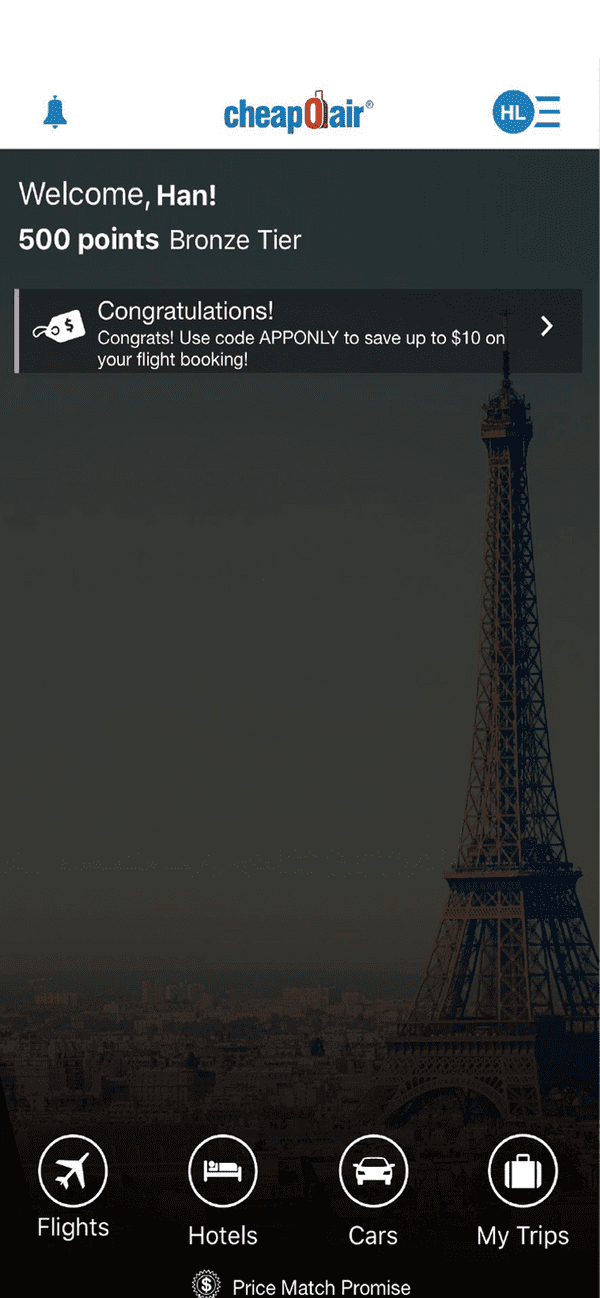 cheapOair®
HL
Welcome, Han!
500 points Bronze Tier
Congratulations!
$
Congrats! Use code APPONLY to save up to $10 on
your flight booking!
Flights
Hotels
Cars
My Trips
$ Price Match Promise